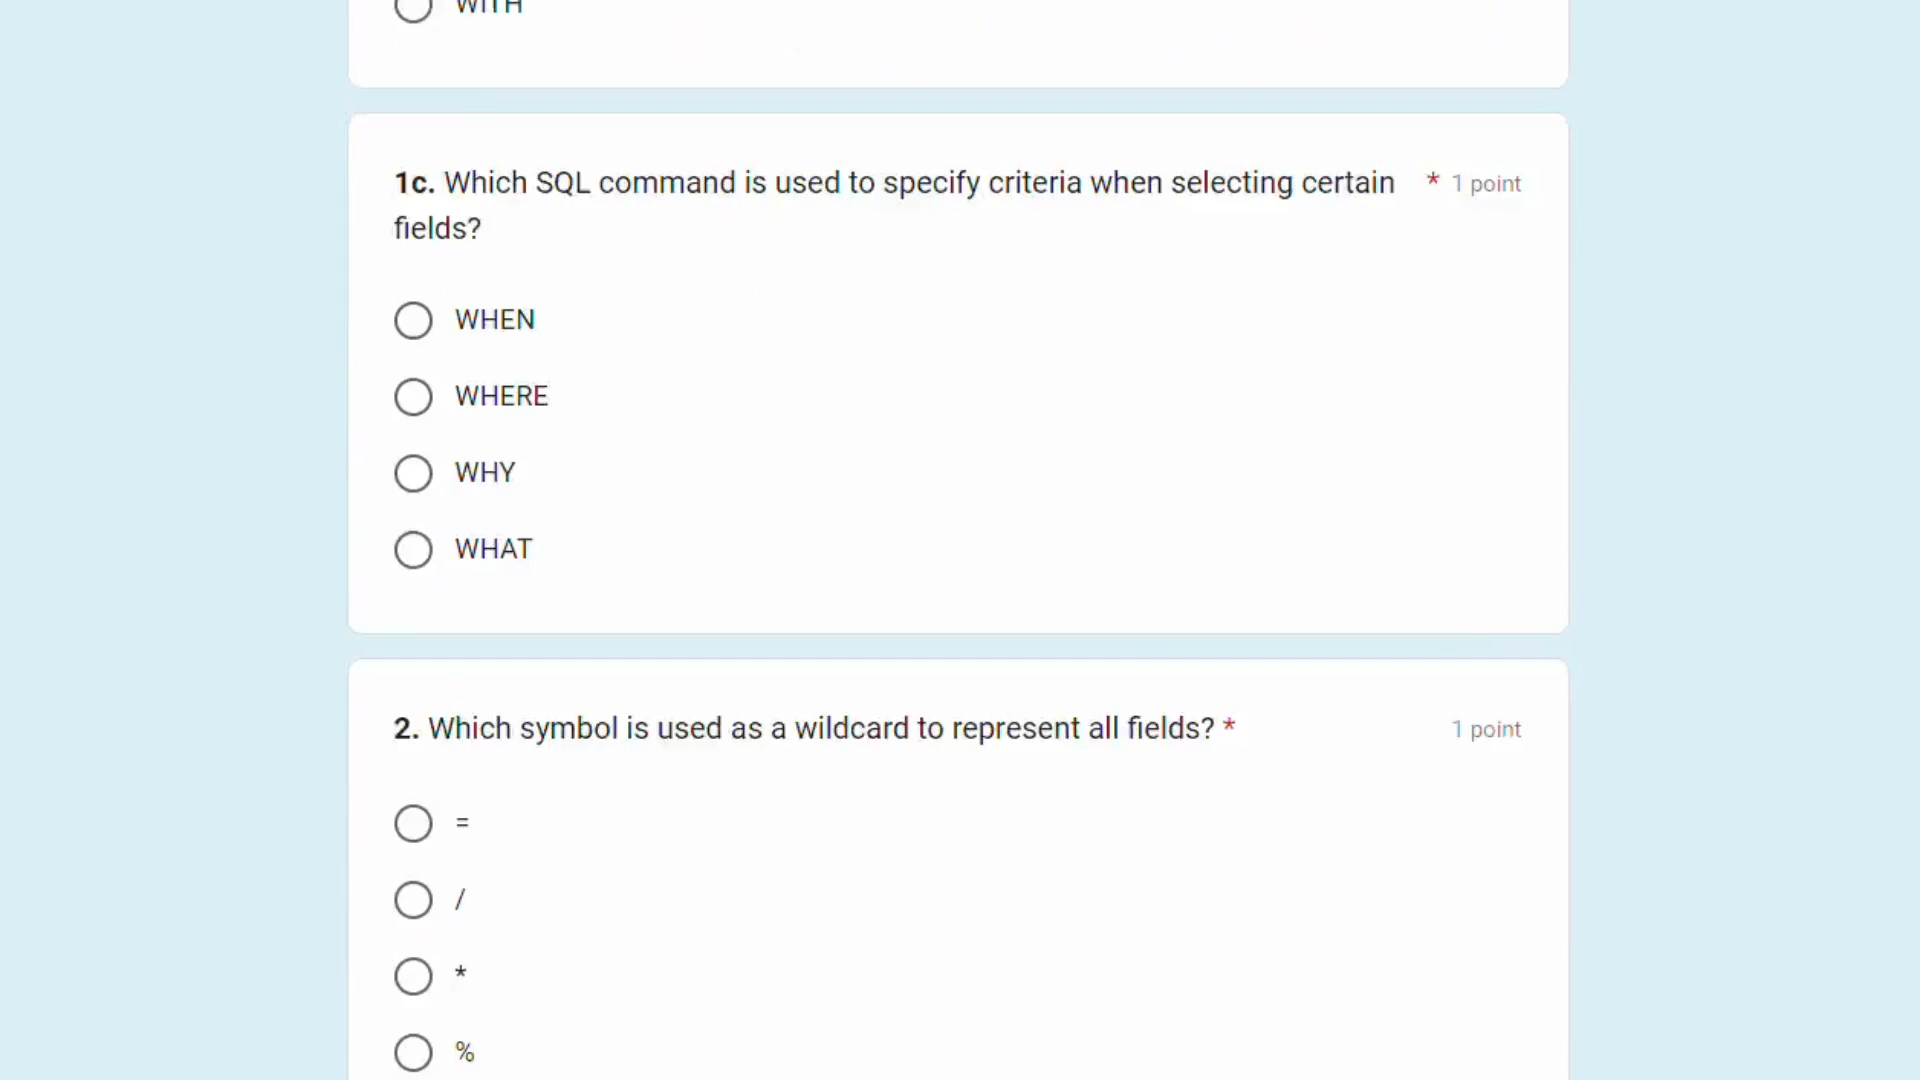 WITH
1c. Which SQL command is used to specify criteria when selecting certain * 1 point
fields?
WHEN
WHERE
WHY
WHAT
2. Which symbol is used as a wildcard to represent all fields? * 1 point
=
/
*
%